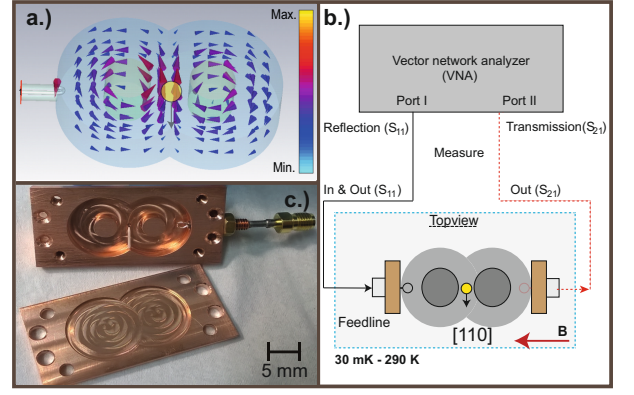 a.)
Max.
Min.
c.)
5 mm
b.)
Vector network analyzer
(VNA)
Port I Port II
Reflection (S11) Transmission(S21)
Measure
In & Out (S11) Out (S21)
Topview
Feedline
[110]
B
30 mK - 290 K